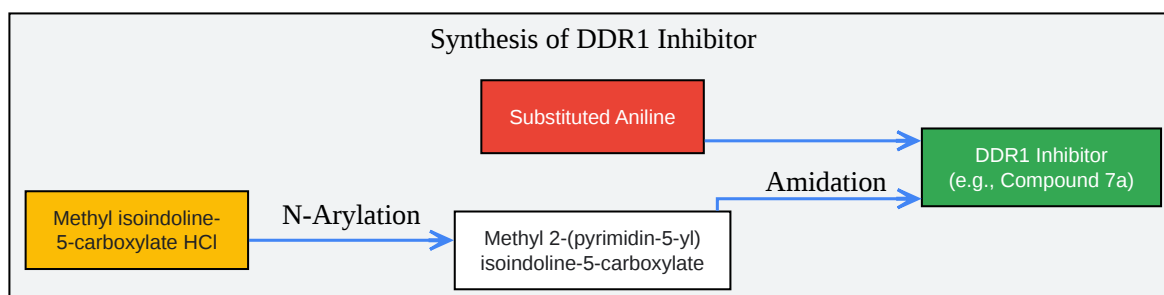 Synthesis of DDR1 Inhibitor
Substituted Aniline
DDR1 Inhibitor
(e.g., Compound 7a)
Amidation
N-Arylation
Methyl isoindoline-
5-carboxylate HCl
Methyl 2-(pyrimidin-5-yl)
isoindoline-5-carboxylate